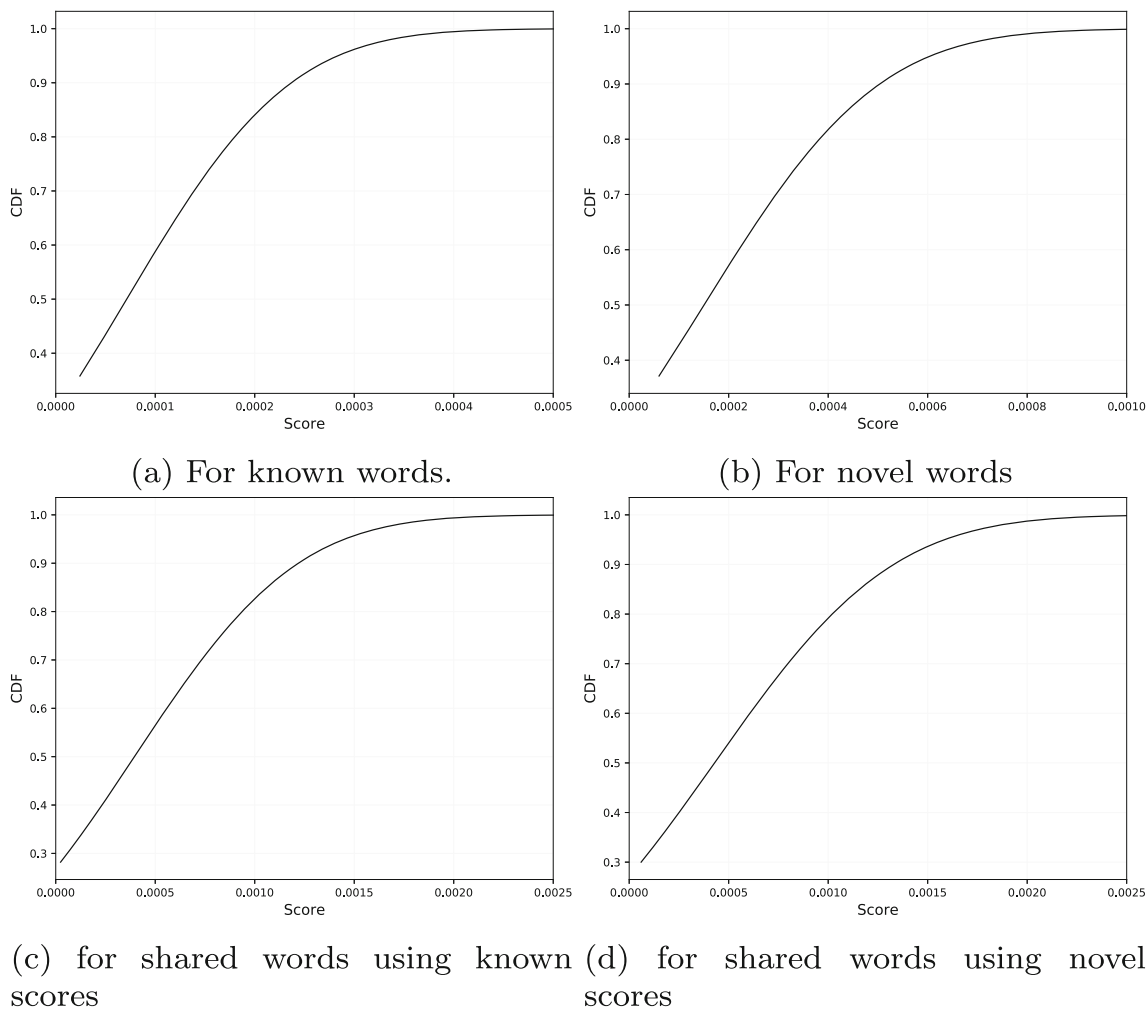 1.0
0.9
0.8
0.7
0.6
0.5
0.4
CDF
0.0000 0.0001 0.0002 0.0003 0.0004 0.0005
Score
(a) For known words.
1.0
0.9
0.8
0.7
0.6
0.5
0.4
CDF
0.0000 0.0002 0.0004 0.0006 0.0008 0.0010
Score
(b) For novel words
1.0
0.9
0.8
0.7
0.6
0.5
0.4
0.3
CDF
0.0000 0.0005 0.0010 0.0015 0.0020 0.0025
Score
(c) for shared words using known
scores
1.0
0.9
0.8
0.7
0.6
0.5
0.4
0.3
CDF
0.0000 0.0005 0.0010 0.0015 0.0020 0.0025
Score
(d) for shared words using novel
scores